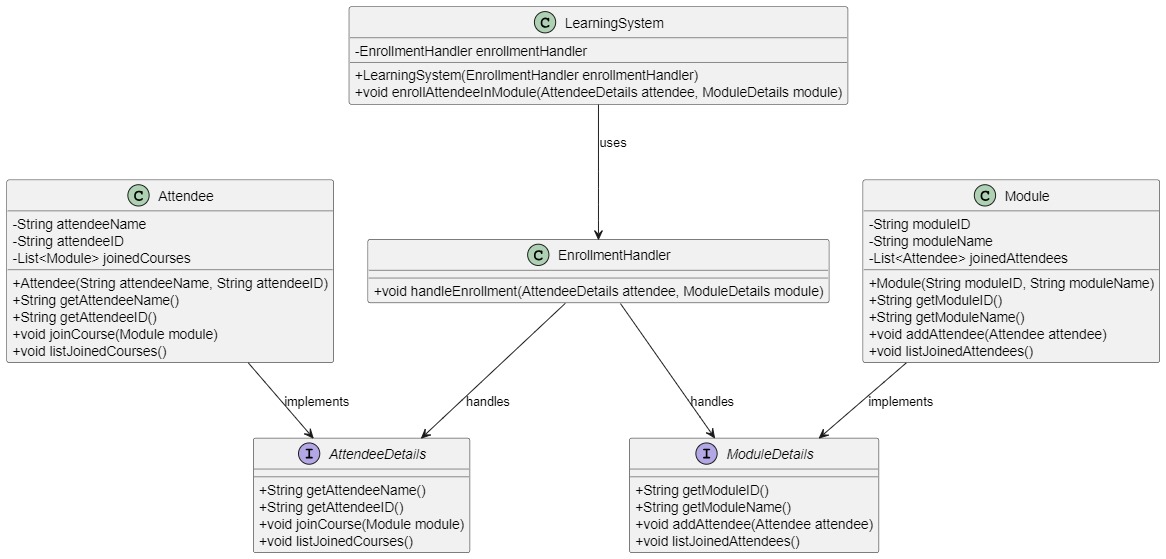 C LearningSystem
-EnrollmentHandler enrollmentHandler
+LearningSystem(EnrollmentHandler enrollmentHandler)
+void enrollAttendeeInModule(AttendeeDetails attendee, ModuleDetails module)
uses
C Attendee
-String attendeeName
-String attendeeID
-List<Module> joinedCourses
+Attendee(String attendeeName, String attendeeID)
+String getAttendeeName()
+String getAttendeeID()
+void joinCourse(Module module)
+void listJoinedCourses()
C EnrollmentHandler
+void handleEnrollment(AttendeeDetails attendee, ModuleDetails module)
C Module
-String moduleID
-String moduleName
-List<Attendee> joinedAttendees
+Module(String moduleID, String moduleName)
+String getModuleID()
+String getModuleName()
+void addAttendee(Attendee attendee)
+void listJoinedAttendees()
implements
handles
handles
implements
I AttendeeDetails
+String getAttendeeName()
+String getAttendeeID()
+void joinCourse(Module module)
+void listJoinedCourses()
I ModuleDetails
+String getModuleID()
+String getModuleName()
+void addAttendee(Attendee attendee)
+void listJoinedAttendees()